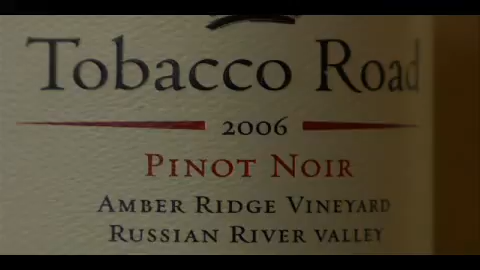 Tobacco Road
2006
PINOT NOIR
AMBER RIDGE VINEYARD
RUSSIAN RIVER VALLEY